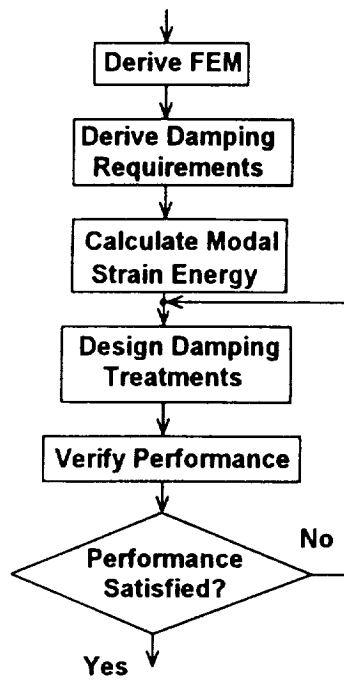 Derive FEM
Derive Damping
Requirements
Calculate Modal
Strain Energy
Design Damping
Treatments
Verify Performance
Performance
Satisfied?
No
Yes